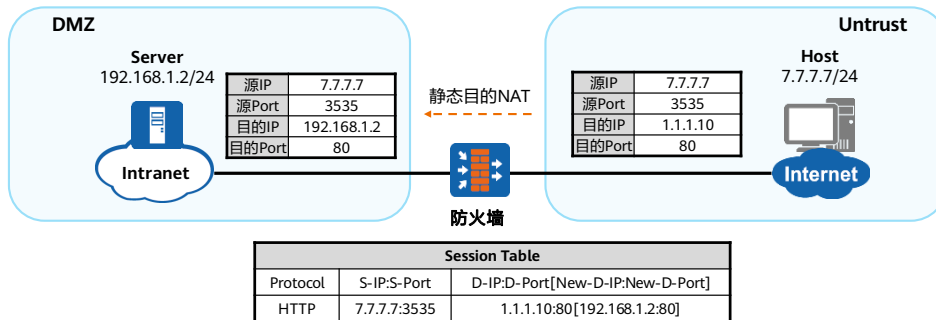 DMZ
Untrust
Server
192.168.1.2/24
Host
7.7.7.7/24
源IP 7.7.7.7
源Port 3535
目的IP 192.168.1.2
目的Port 80
静态目的NAT
源IP 7.7.7.7
源Port 3535
目的IP 1.1.1.10
目的Port 80
Intranet
Internet
防火墙
Session Table
Protocol S-IP:S-Port D-IP:D-Port[New-D-IP:New-D-Port]
HTTP 7.7.7.7:3535 1.1.1.10:80[192.168.1.2:80]